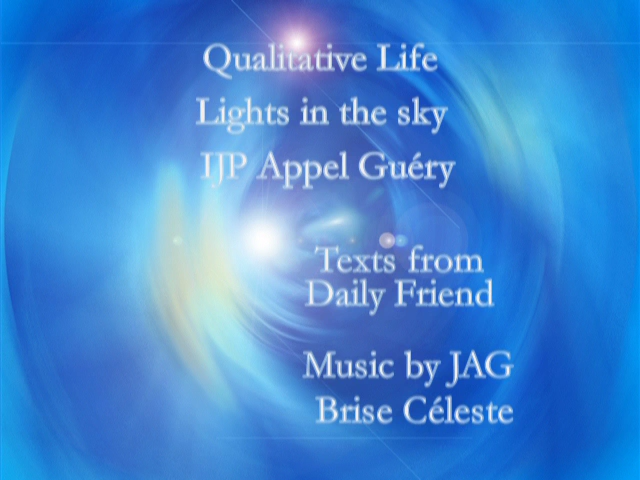 Qualitative Life
Lights in the sky
IJP Appel Guéry
Texts from
Daily Friend
Music by JAG
Brise Céleste